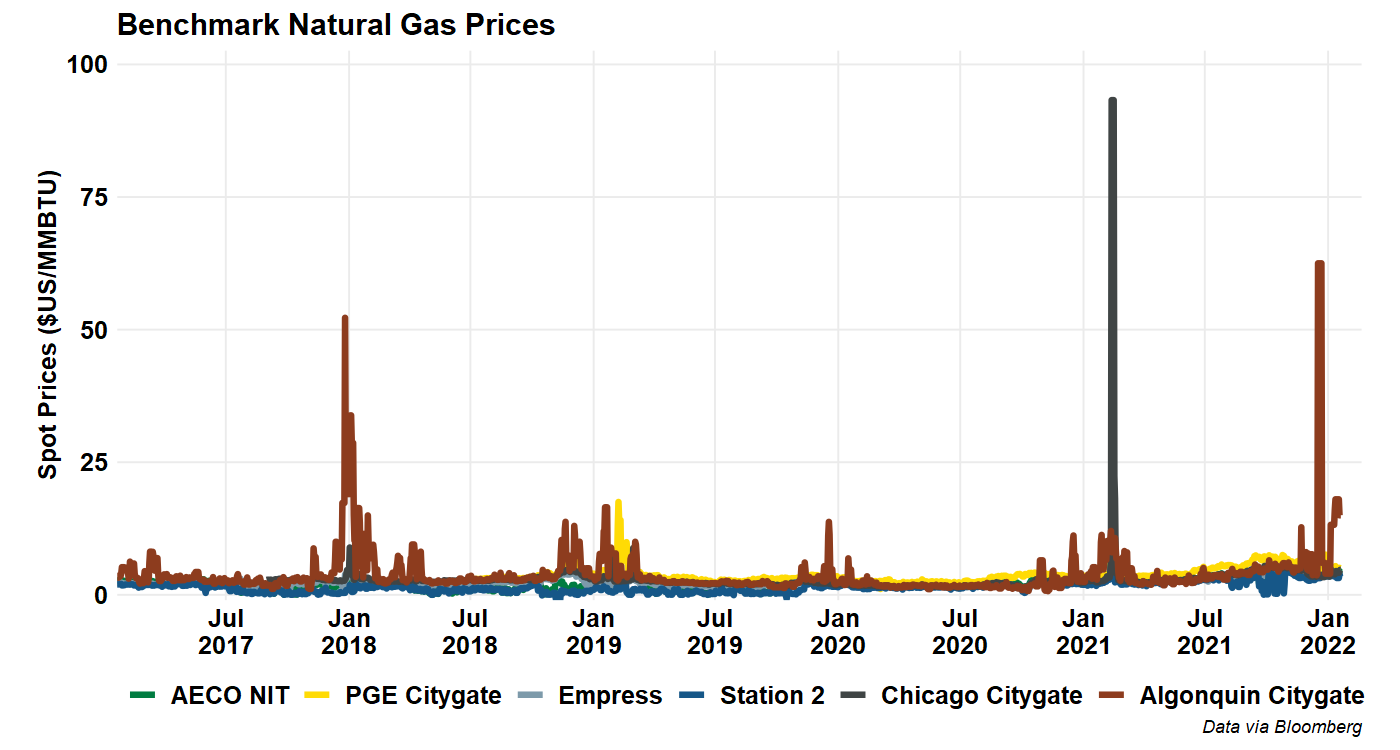 Benchmark Natural Gas Prices
Spot Prices ($US/MMBTU)
100
75
50
25
0
Jul Jan Jul Jan Jul Jan Jul Jan Jul Jan
2017 2018 2018 2019 2019 2020 2020 2021 2021 2022
AECO NIT PGE Citygate Empress Station 2 Chicago Citygate Algonquin Citygate
Data via Bloomberg